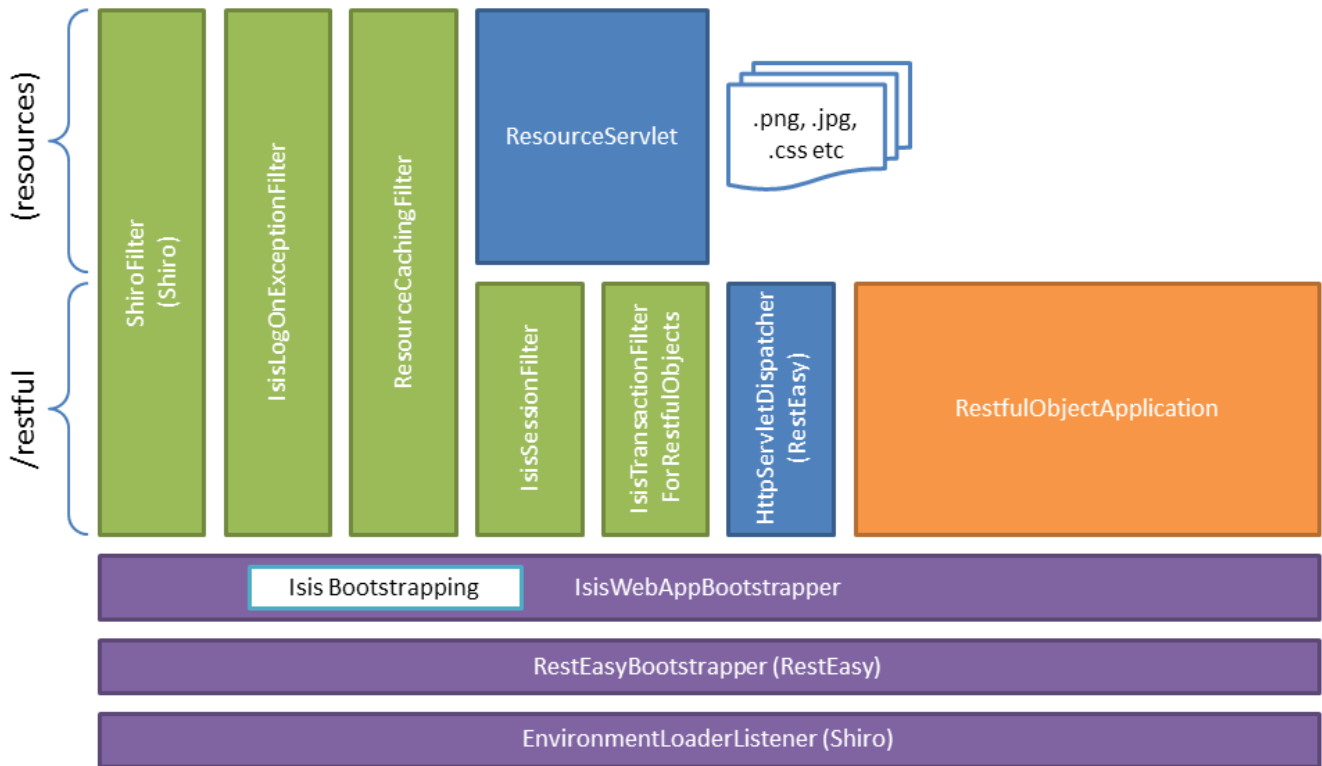 (resources)
/restful
ShiroFilter
(Shiro)
IsisLogOnExceptionFilter
ResourceCachingFilter
ResourceServlet
.png, .jpg,
.css etc
IsisSessionFilter
IsisTransactionFilter
ForRestfulObjects
HttpServletDispatcher
(RestEasy)
RestfulObjectApplication
Isis Bootstrapping
IsisWebAppBootstrapper
RestEasyBootstrapper (RestEasy)
EnvironmentLoaderListener (Shiro)